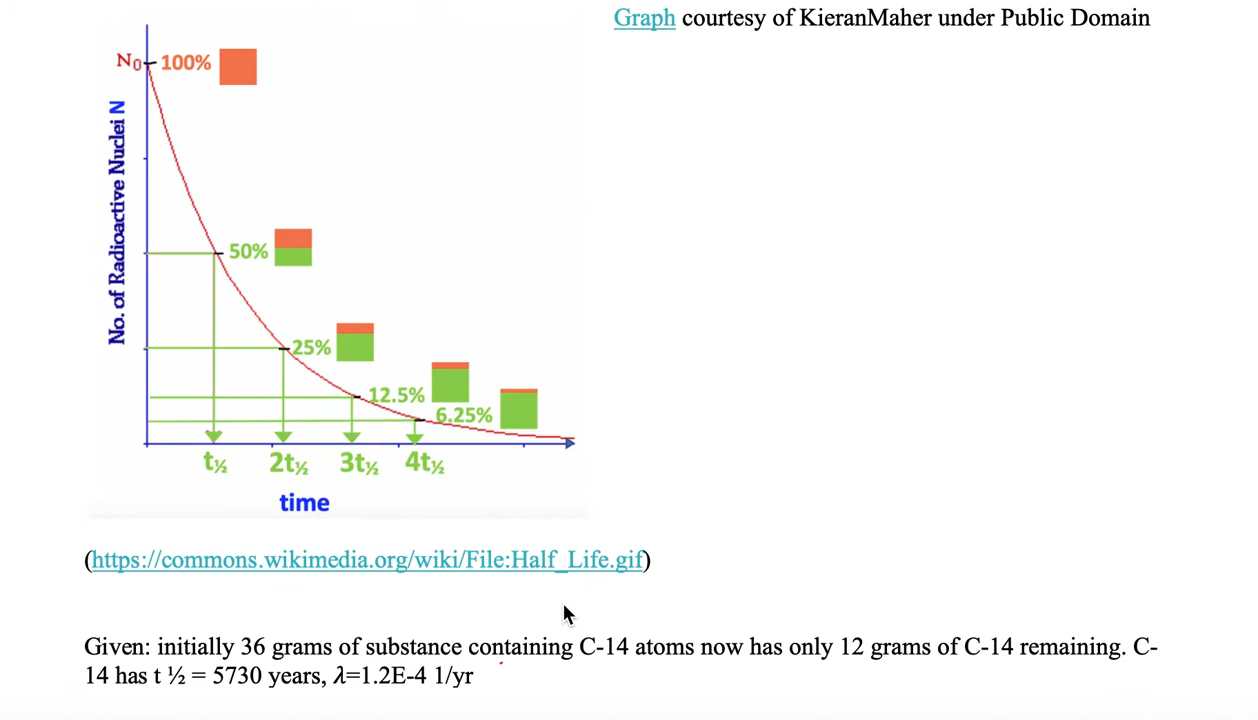 Graph courtesy of KieranMaher under Public Domain
N0 100%
No. of Radioactive Nuclei N
50%
25%
12.5%
6.25%
t½ 2t½ 3t½ 4t½
time
(https://commons.wikimedia.org/wiki/File:Half_Life.gif)
Given: initially 36 grams of substance containing C-14 atoms now has only 12 grams of C-14 remaining. C-
14 has t ½ = 5730 years, λ=1.2E-4 1/yr